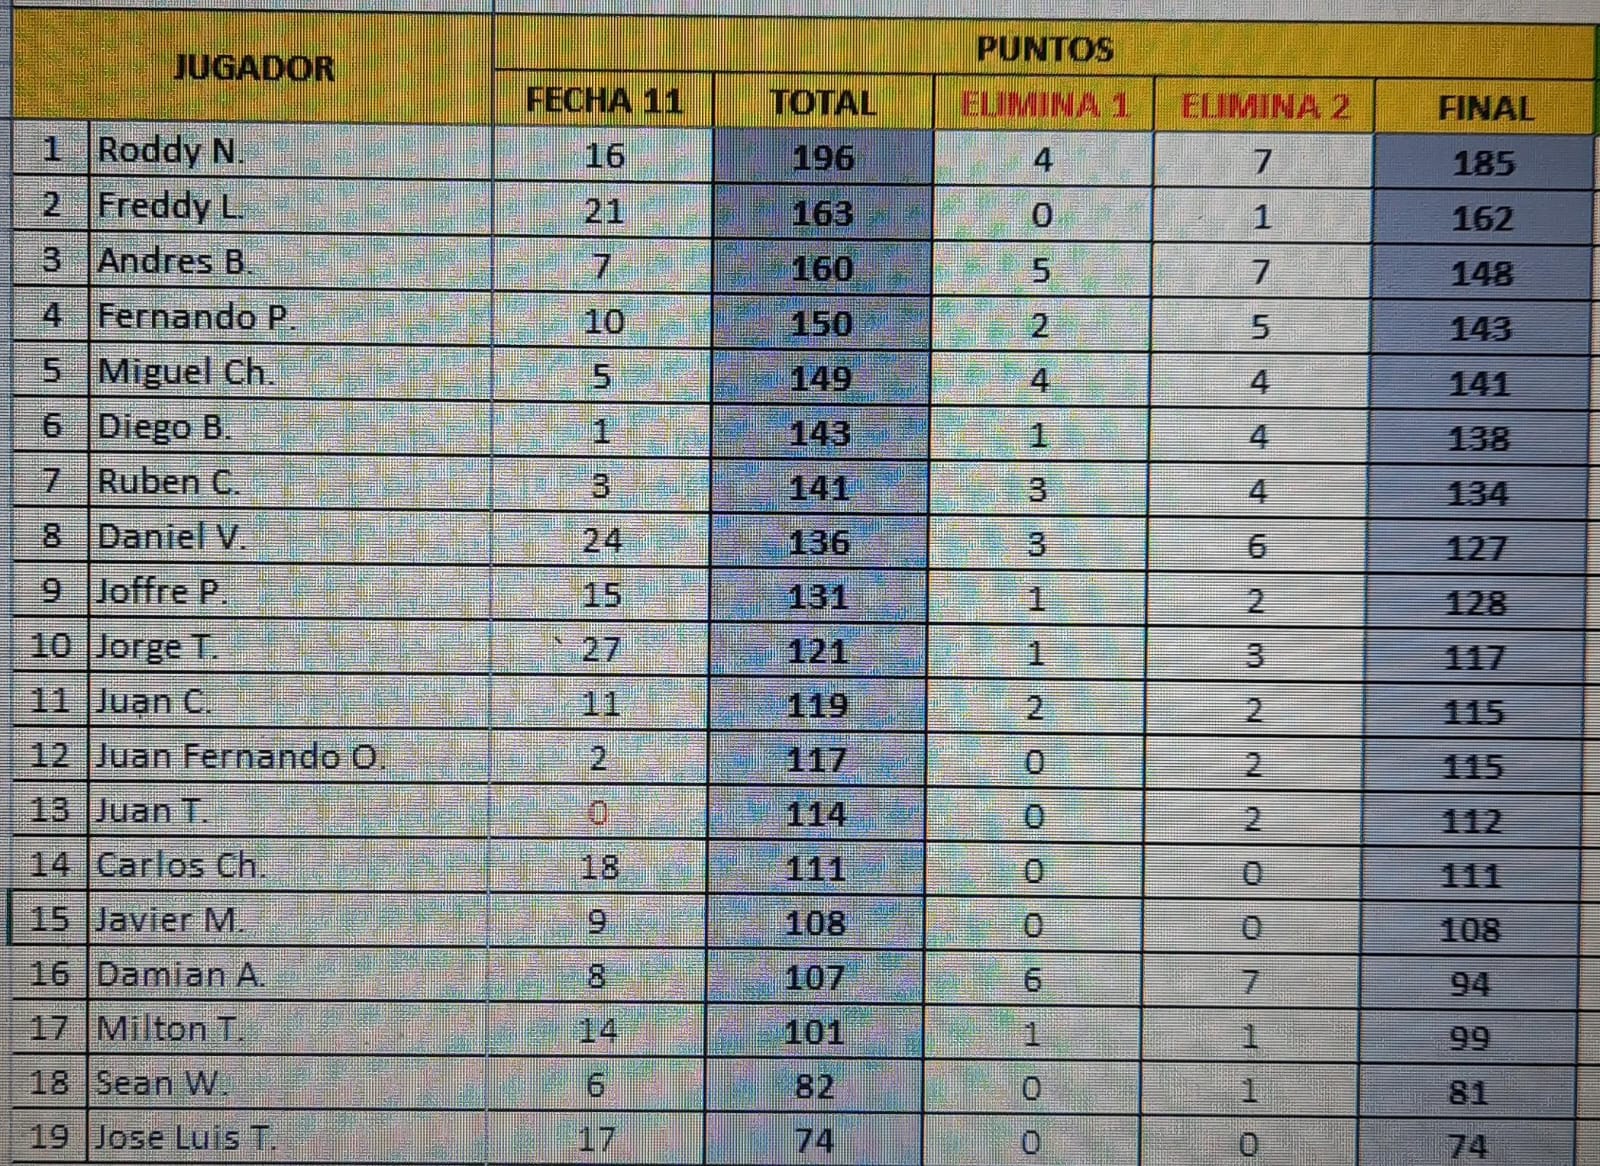 JUGADOR PUNTOS
FECHA 11 TOTAL ELIMINA 1 ELIMINA 2 FINAL
1 Roddy N. 16 196 4 7 185
2 Freddy L. 21 163 0 1 162
3 Andres B. 7 160 5 7 148
4 Fernando P. 10 150 2 5 143
5 Miguel Ch. 5 149 4 4 141
6 Diego B. 1 143 1 4 138
7 Ruben C. 3 141 3 4 134
8 Daniel V. 24 136 3 6 127
9 Joffre P. 15 131 1 2 128
10 Jorge T. 27 121 1 3 117
11 Juan C. 11 119 2 2 115
12 Juan Fernando O. 2 117 0 2 115
13 Juan T. 0 114 0 2 112
14 Carlos Ch. 18 111 0 0 111
15 Javier M. 9 108 0 0 108
16 Damian A. 8 107 6 7 94
17 Milton T. 14 101 1 1 99
18 Sean W. 6 82 0 1 81
19 Jose Luis T. 17 74 0 0 74